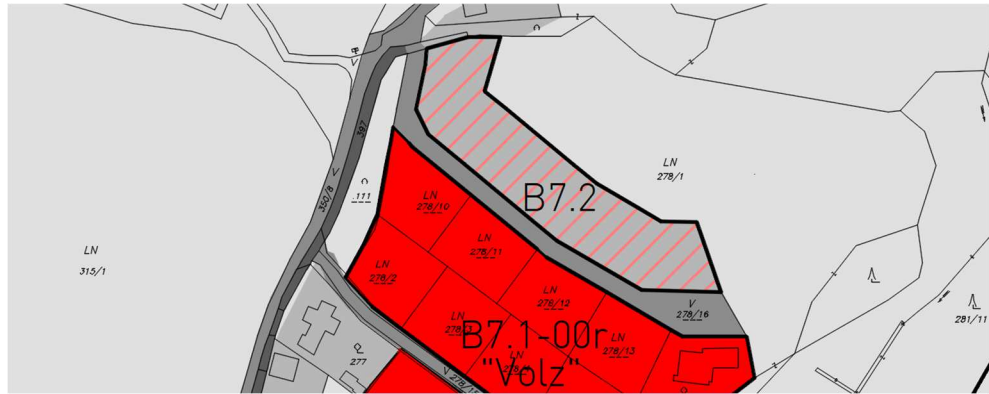 397
350/8
V
.111
LN
315/1
LN
278/10
LN
278/11
LN
278/2
LN
278/12
LN
LN
278/13
B7.2
LN
278/1
V
278/16
B7.1-00r
"Volz"
277
V
281/11